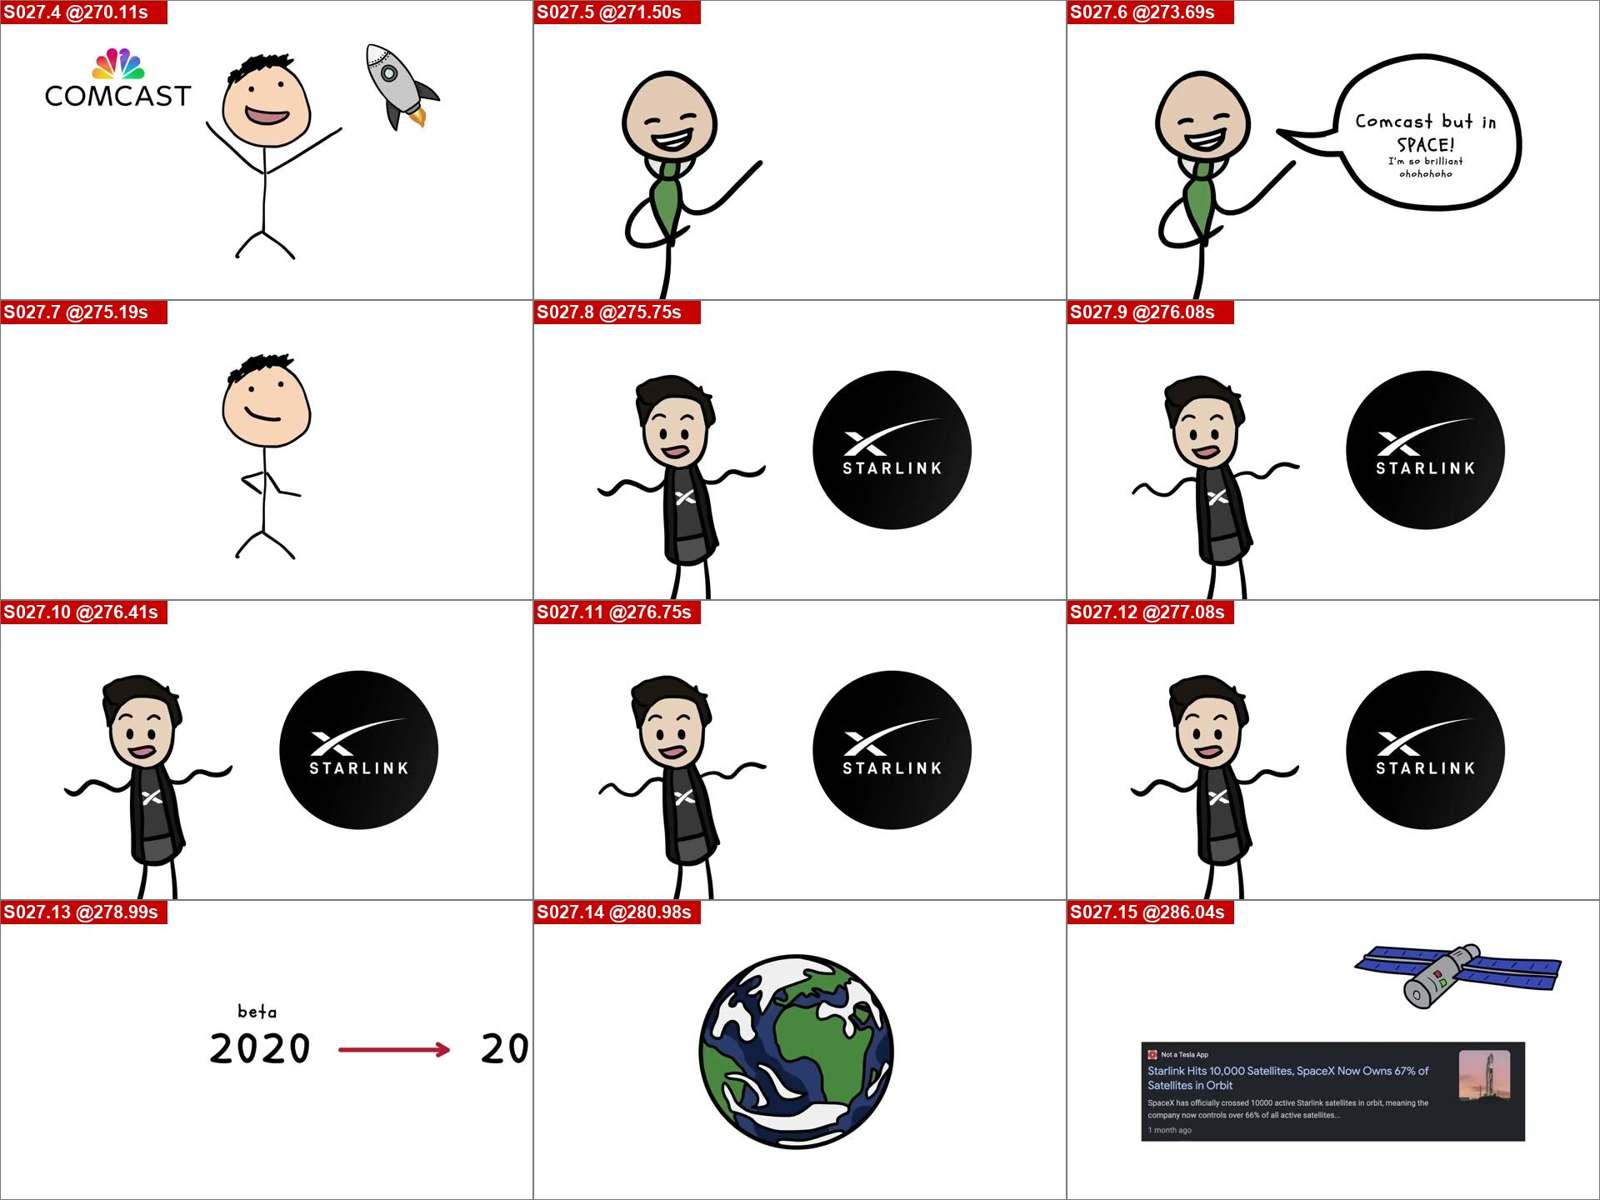 S027.4 @270.11s
S027.5 @271.50s
S027.6 @273.69s
COMCAST
Comcast but in
SPACE!
I'm so brilliant
ohohohoho
S027.7 @275.19s
S027.8 @275.75s
S027.9 @276.08s
STARLINK
STARLINK
S027.10 @276.41s
S027.11 @276.75s
S027.12 @277.08s
STARLINK
STARLINK
STARLINK
S027.13 @278.99s
S027.14 @280.98s
S027.15 @286.04s
beta
2020
20
Not a Tesla App
Starlink Hits 10,000 Satellites, SpaceX Now Owns 67% of
Satellites in Orbit
SpaceX has officially crossed 10000 active Starlink satellites in orbit, meaning the
company now controls over 66% of all active satellites...
1 month ago